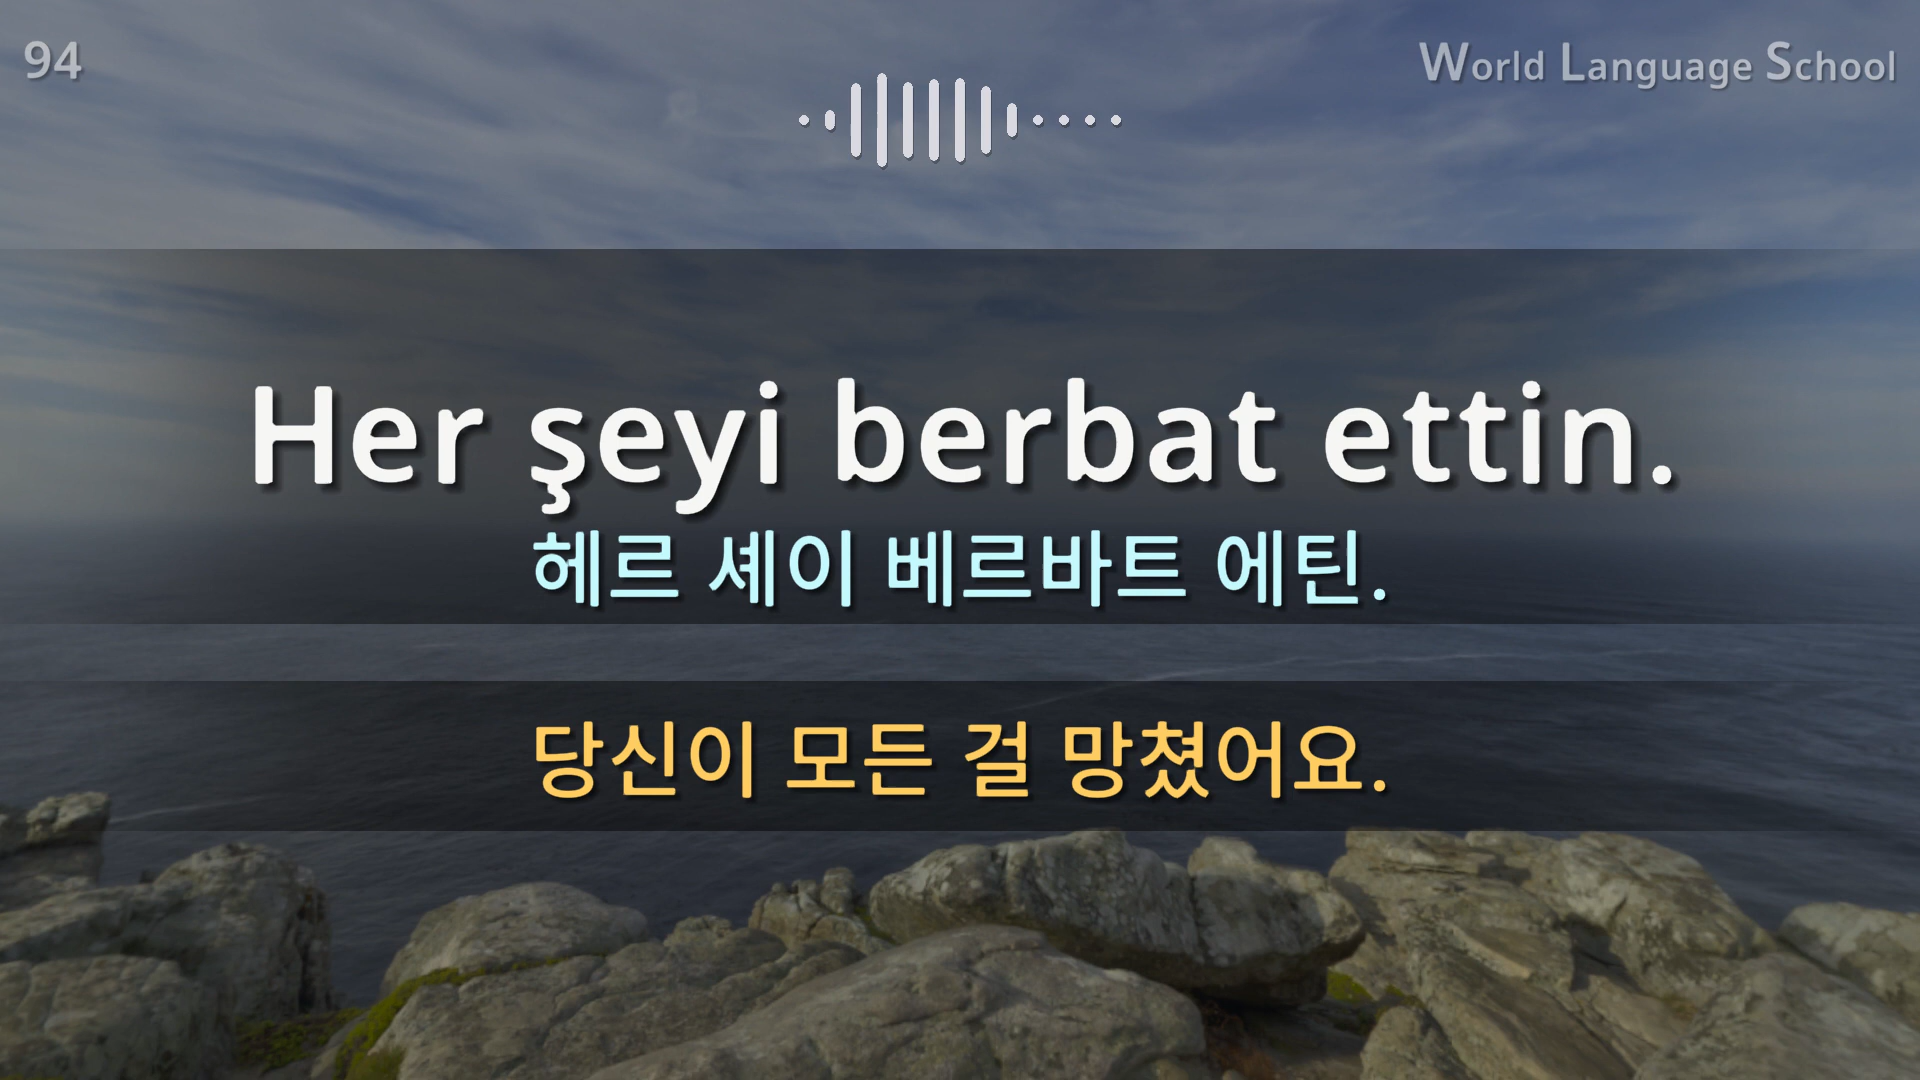 94
World Language School
Her şeyi berbat ettin.
헤르 셰이 베르바트 에틴.
당신이 모든 걸 망쳤어요.